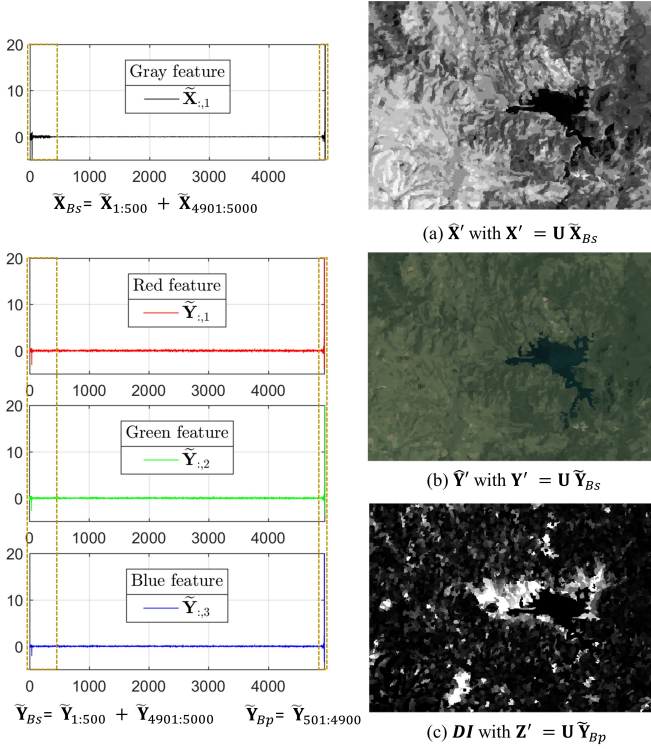 20
10
0
Gray feature
X̃:,1
0 1000 2000 3000 4000
X̃Bs= X̃1:500 + X̃4901:5000
(a) X̂′ with X′ = U X̃Bs
20
10
0
Red feature
Ỹ:,1
0 1000 2000 3000 4000
20
10
0
Green feature
Ỹ:,2
0 1000 2000 3000 4000
(b) Ŷ′ with Y′ = U ỸBs
20
10
0
Blue feature
Ỹ:,3
0 1000 2000 3000 4000
ỸBs= Ỹ1:500 + Ỹ4901:5000 ỸBp= Ỹ501:4900
(c) DI with Z′ = U ỸBp